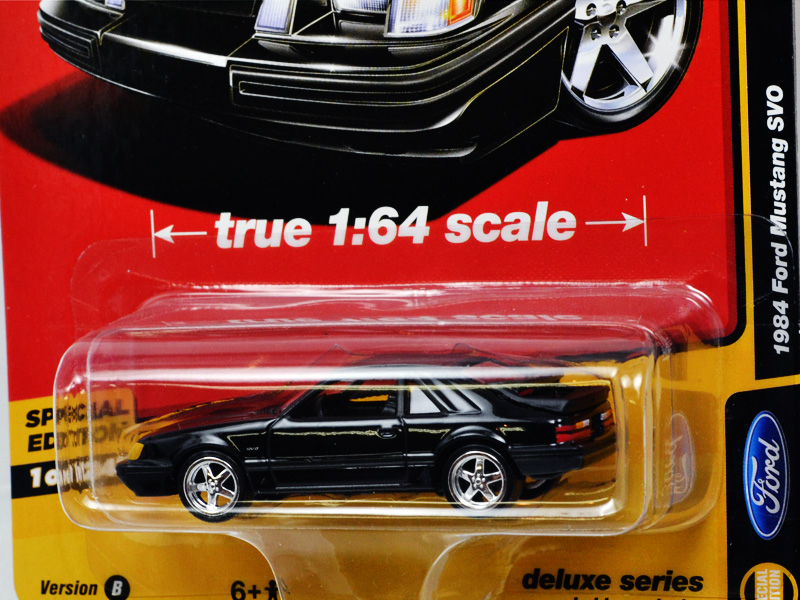 true 1:64 scale
1984 Ford Mustang SVO
SPECIAL
EDITION
Ford
Version B
6+
deluxe series